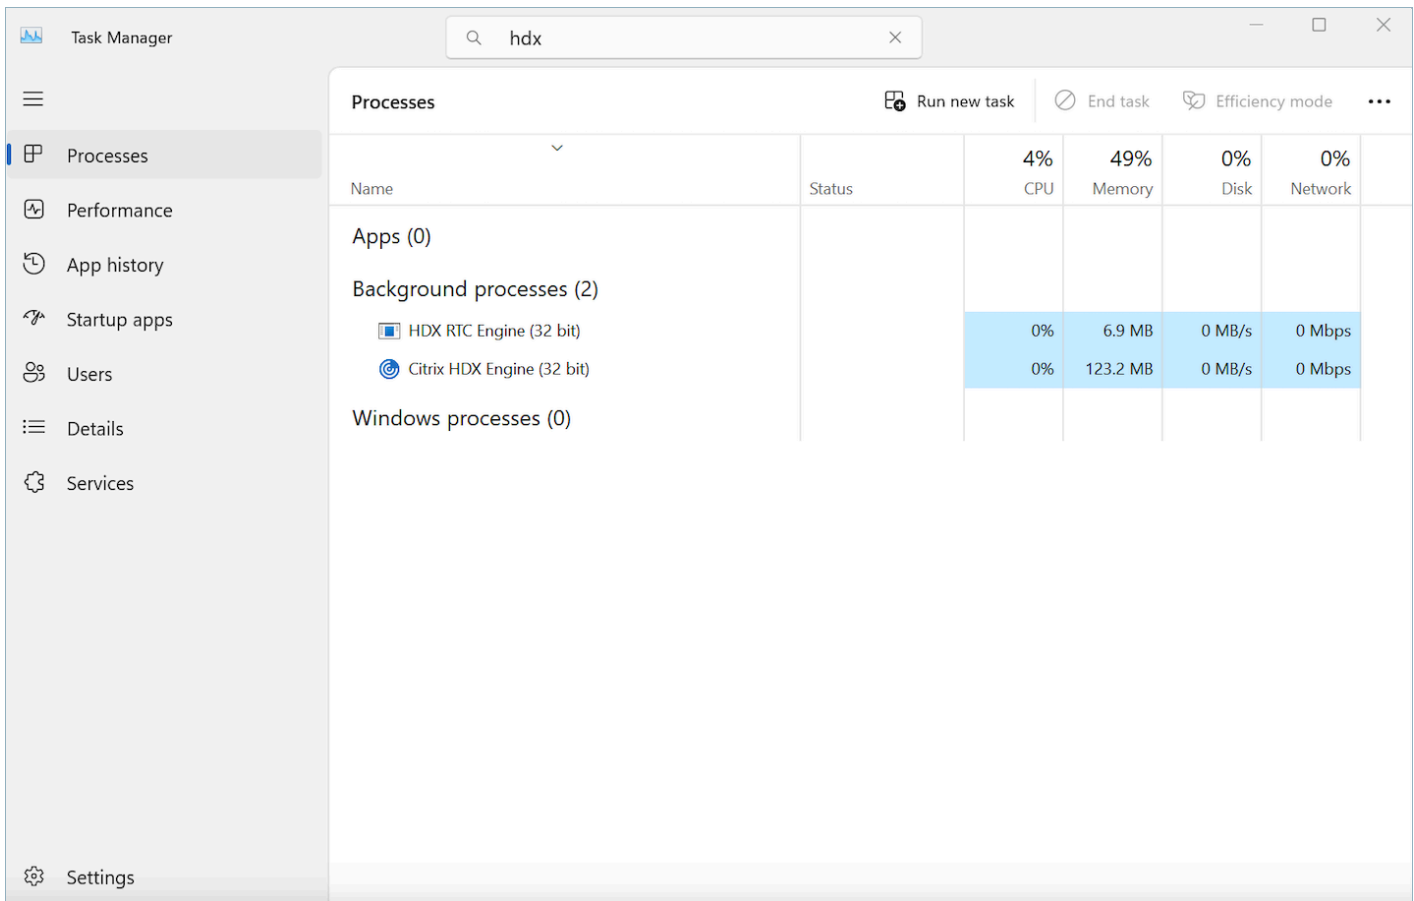 Task Manager
hdx
Processes
Run new task
End task
Efficiency mode
Processes
Performance
App history
Startup apps
Users
Details
Services
Settings
4% 49% 0% 0%
Name Status CPU Memory Disk Network
Apps (0)
Background processes (2)
HDX RTC Engine (32 bit) 0% 6.9 MB 0 MB/s 0 Mbps
Citrix HDX Engine (32 bit) 0% 123.2 MB 0 MB/s 0 Mbps
Windows processes (0)